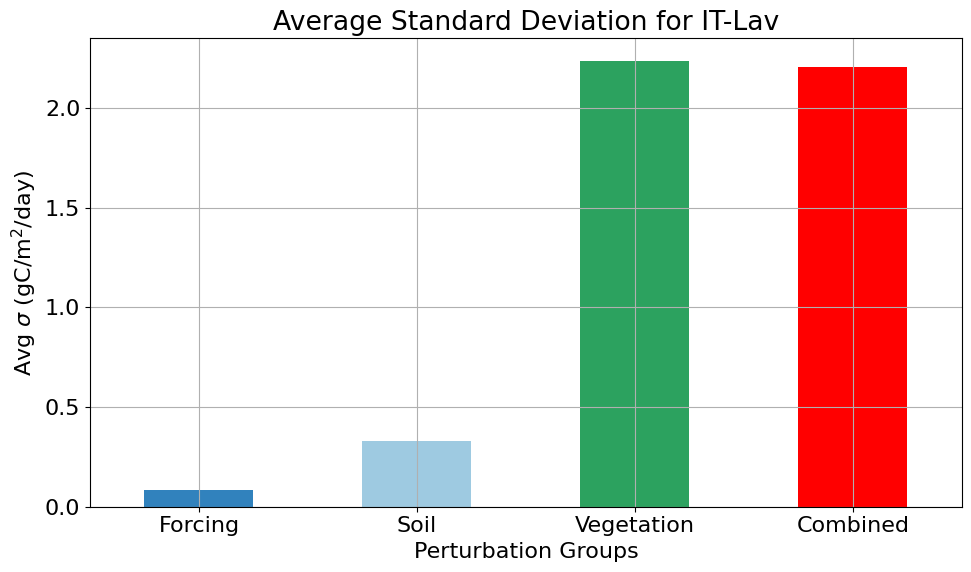 Average Standard Deviation for IT-Lav
Avg σ (gC/m²/day)
2.0
1.5
1.0
0.5
0.0
Forcing Soil Vegetation Combined
Perturbation Groups